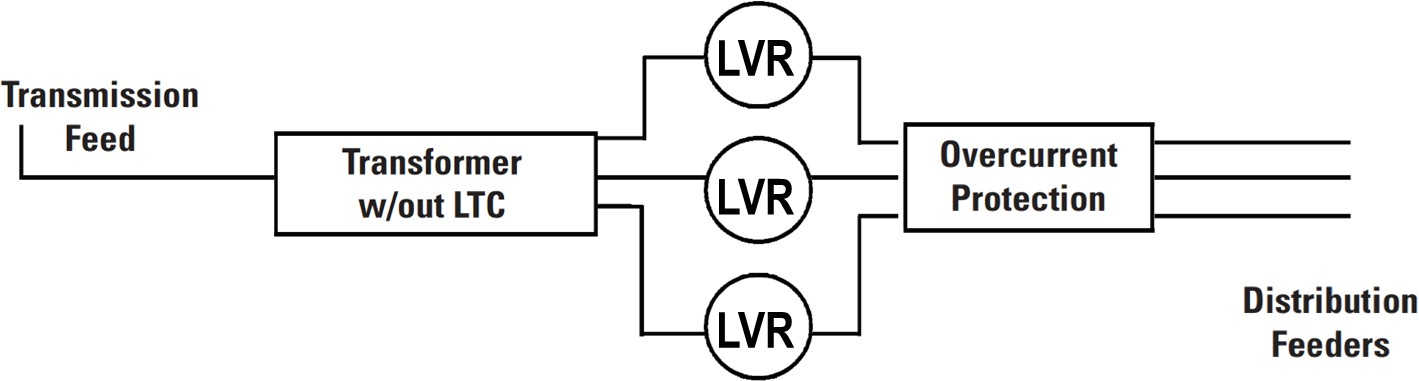 LVR
Transmission
Feed
Transformer
w/out LTC
LVR
Overcurrent
Protection
LVR
Distribution
Feeders